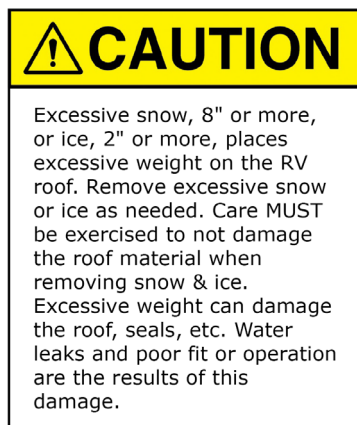 CAUTION
Excessive snow, 8" or more,
or ice, 2" or more, places
excessive weight on the RV
roof. Remove excessive snow
or ice as needed. Care MUST
be exercised to not damage
the roof material when
removing snow & ice.
Excessive weight can damage
the roof, seals, etc. Water
leaks and poor fit or operation
are the results of this
damage.